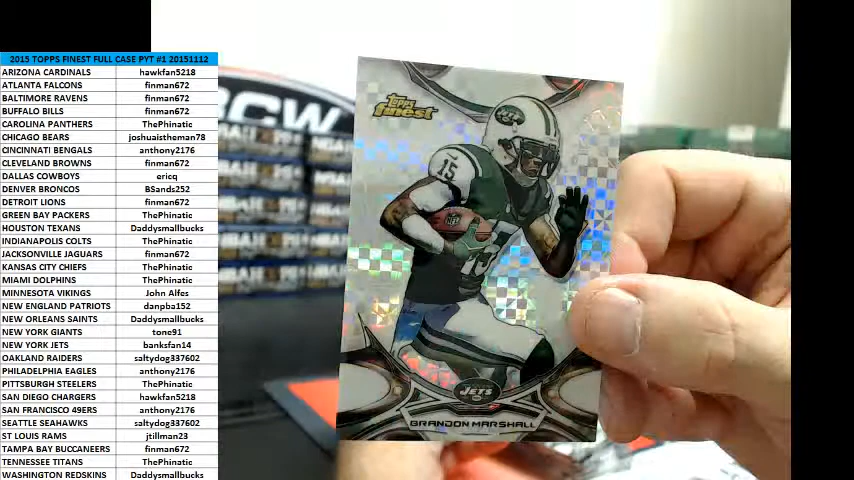 2015 TOPPS FINEST FULL CASE PYT #1 20151112
ARIZONA CARDINALS hawkfan5218
ATLANTA FALCONS finman672
BALTIMORE RAVENS finman672
BUFFALO BILLS finman672
CAROLINA PANTHERS ThePhinatic
CHICAGO BEARS joshuaistheman78
CINCINNATI BENGALS anthony2176
CLEVELAND BROWNS finman672
DALLAS COWBOYS ericq
DENVER BRONCOS BSands252
DETROIT LIONS finman672
GREEN BAY PACKERS ThePhinatic
HOUSTON TEXANS Daddysmallbucks
INDIANAPOLIS COLTS ThePhinatic
JACKSONVILLE JAGUARS finman672
KANSAS CITY CHIEFS ThePhinatic
MIAMI DOLPHINS ThePhinatic
MINNESOTA VIKINGS John Alfes
NEW ENGLAND PATRIOTS danpba152
NEW ORLEANS SAINTS Daddysmallbucks
NEW YORK GIANTS tone91
NEW YORK JETS banksfan14
OAKLAND RAIDERS saltydog337602
PHILADELPHIA EAGLES anthony2176
PITTSBURGH STEELERS ThePhinatic
SAN DIEGO CHARGERS hawkfan5218
SAN FRANCISCO 49ERS anthony2176
SEATTLE SEAHAWKS saltydog337602
ST LOUIS RAMS jtillman23
TAMPA BAY BUCCANEERS finman672
TENNESSEE TITANS ThePhinatic
WASHINGTON REDSKINS Daddysmallbucks
BCW
Topps
finest
15
15
JETS
BRANDON MARSHALL